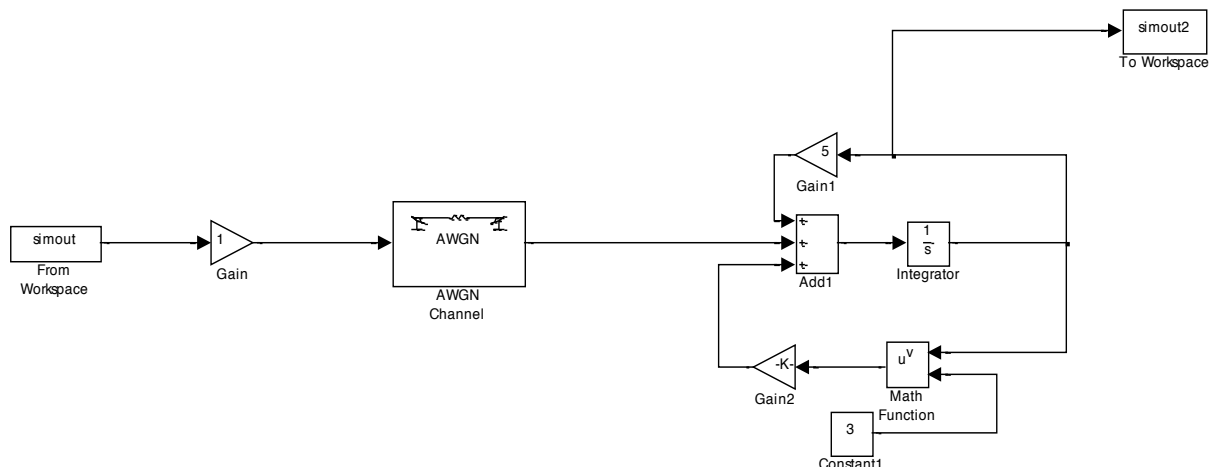 simout2
To Workspace
5
Gain1
simout
From
Workspace
1
Gain
AWGN
AWGN
Channel
+
+
+
Add1
1
s
Integrator
-K-
Gain2
u^v
Math
Function
3
Constant1